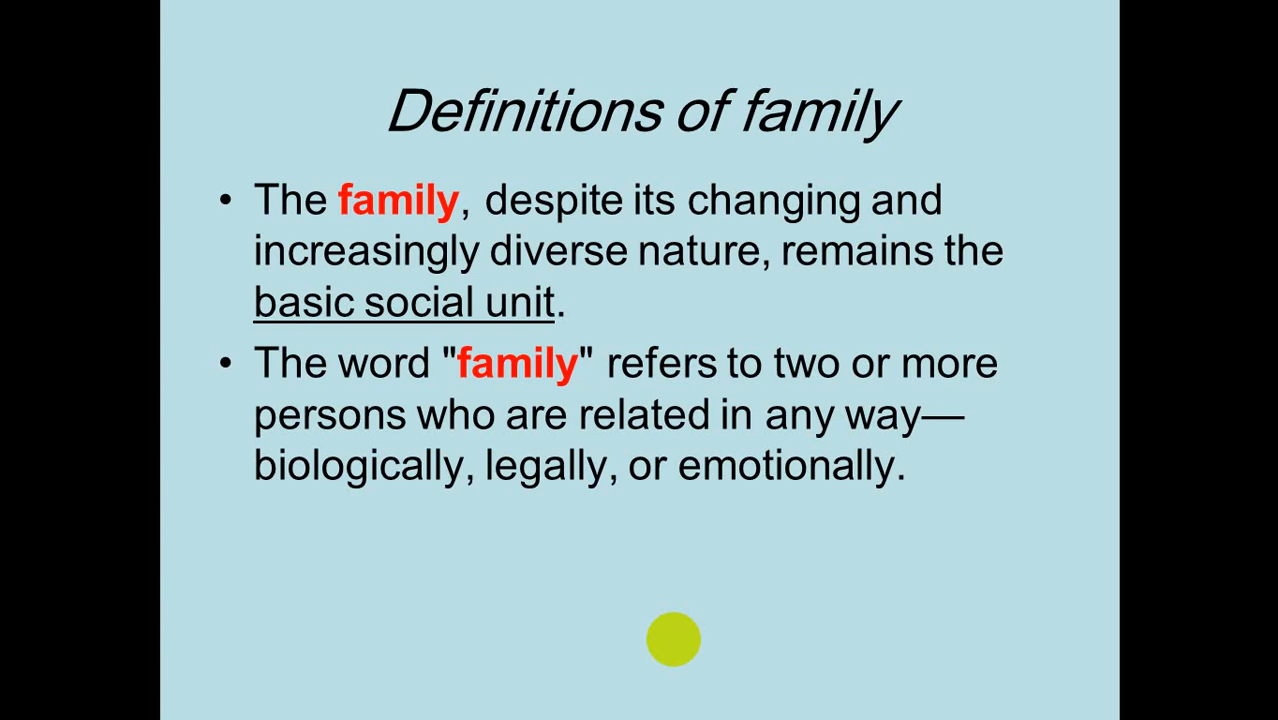 Definitions of family
• The family, despite its changing and
increasingly diverse nature, remains the
basic social unit.
• The word "family" refers to two or more
persons who are related in any way—
biologically, legally, or emotionally.